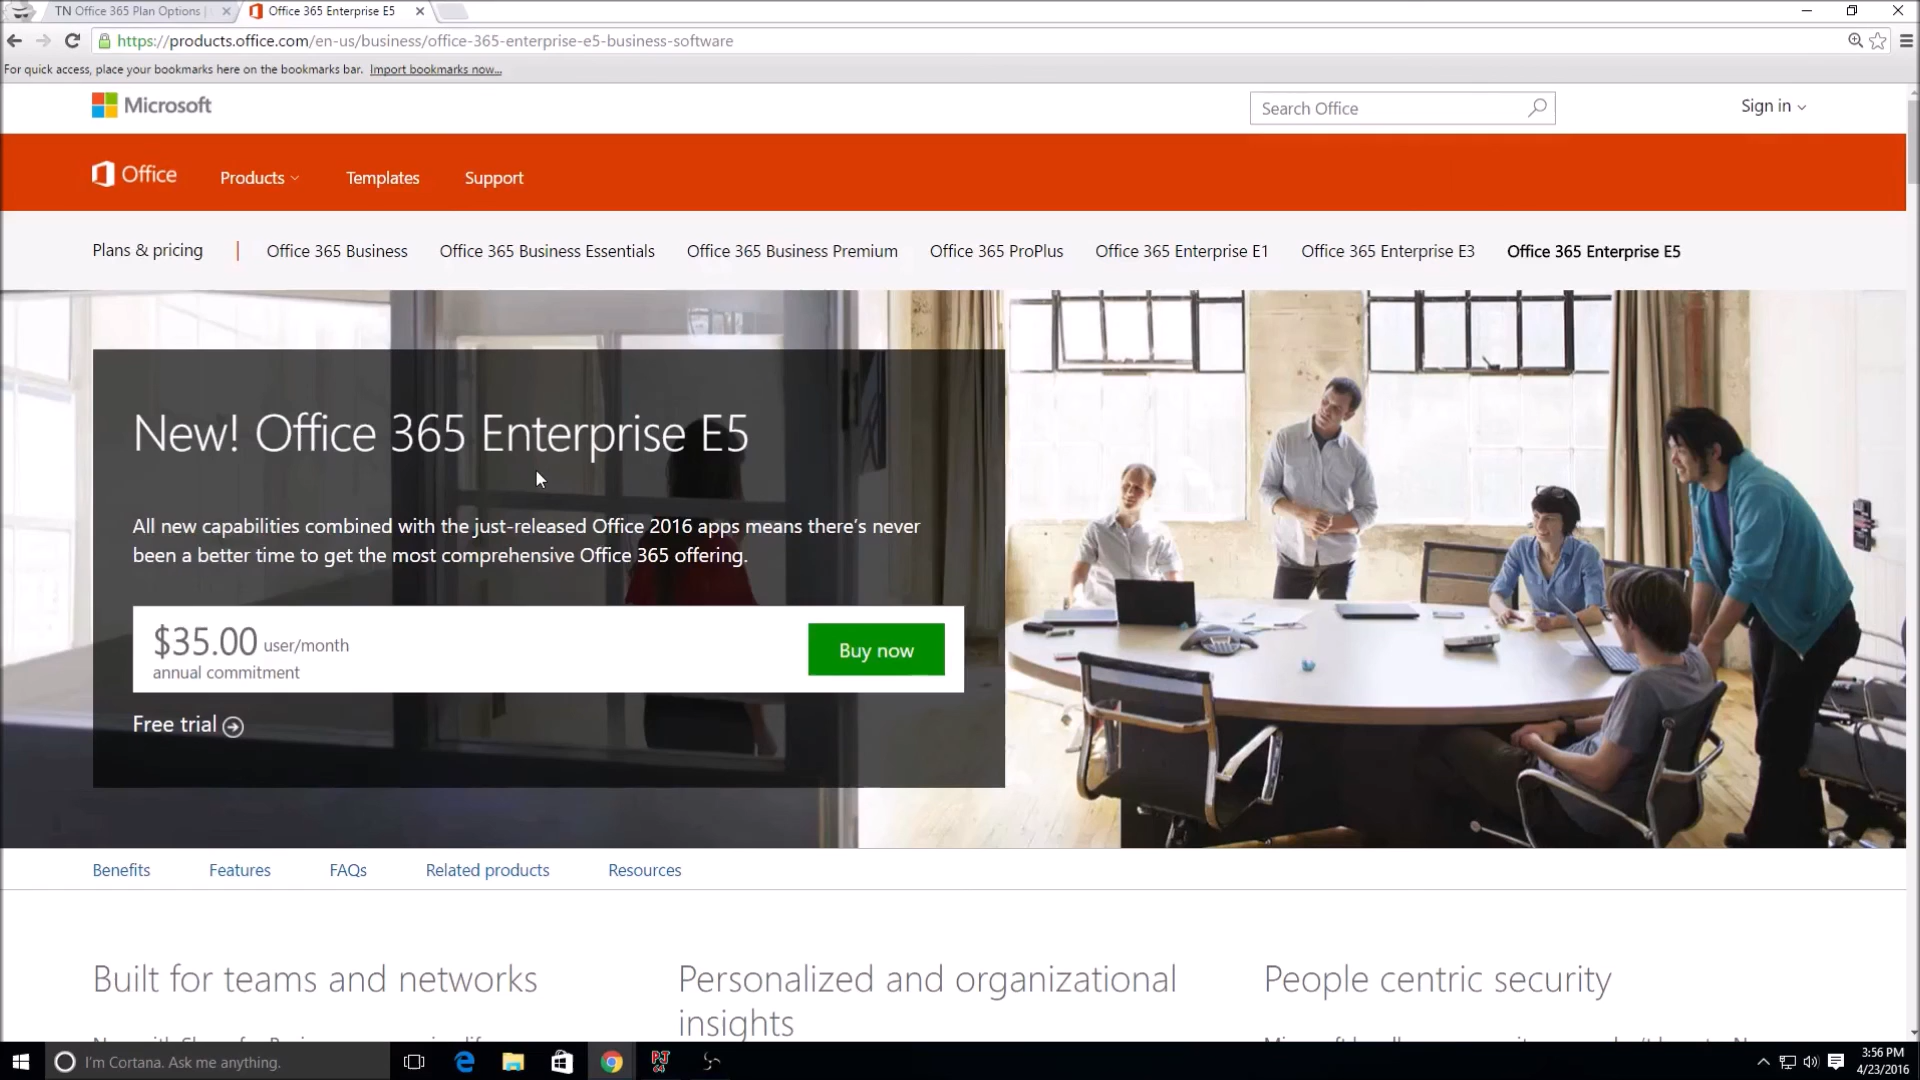 TN Office 365 Plan Options |
Office 365 Enterprise E5
https://products.office.com/en-us/business/office-365-enterprise-e5-business-software
For quick access, place your bookmarks here on the bookmarks bar. Import bookmarks now...
Microsoft
Search Office
Sign in
Office
Products
Templates
Support
Plans & pricing
Office 365 Business
Office 365 Business Essentials
Office 365 Business Premium
Office 365 ProPlus
Office 365 Enterprise E1
Office 365 Enterprise E3
Office 365 Enterprise E5
New! Office 365 Enterprise E5
All new capabilities combined with the just-released Office 2016 apps means there's never
been a better time to get the most comprehensive Office 365 offering.
$35.00 user/month
annual commitment
Buy now
Free trial
Benefits
Features
FAQs
Related products
Resources
Built for teams and networks
Personalized and organizational
insights
People centric security
I'm Cortana. Ask me anything.
3:56 PM
4/23/2016